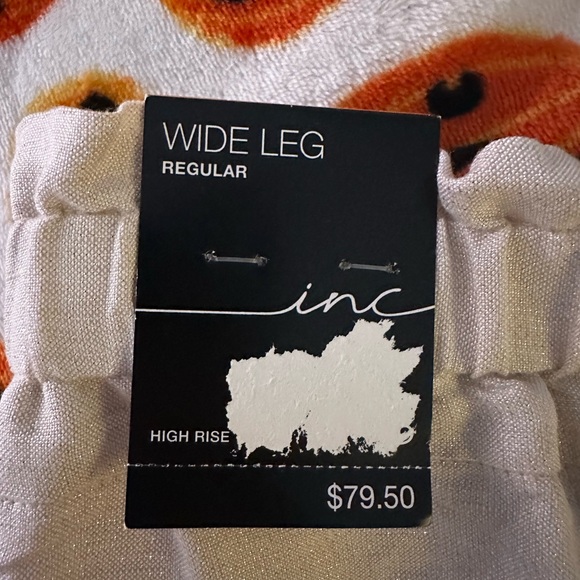 WIDE LEG
REGULAR
inc
HIGH RISE
$79.50